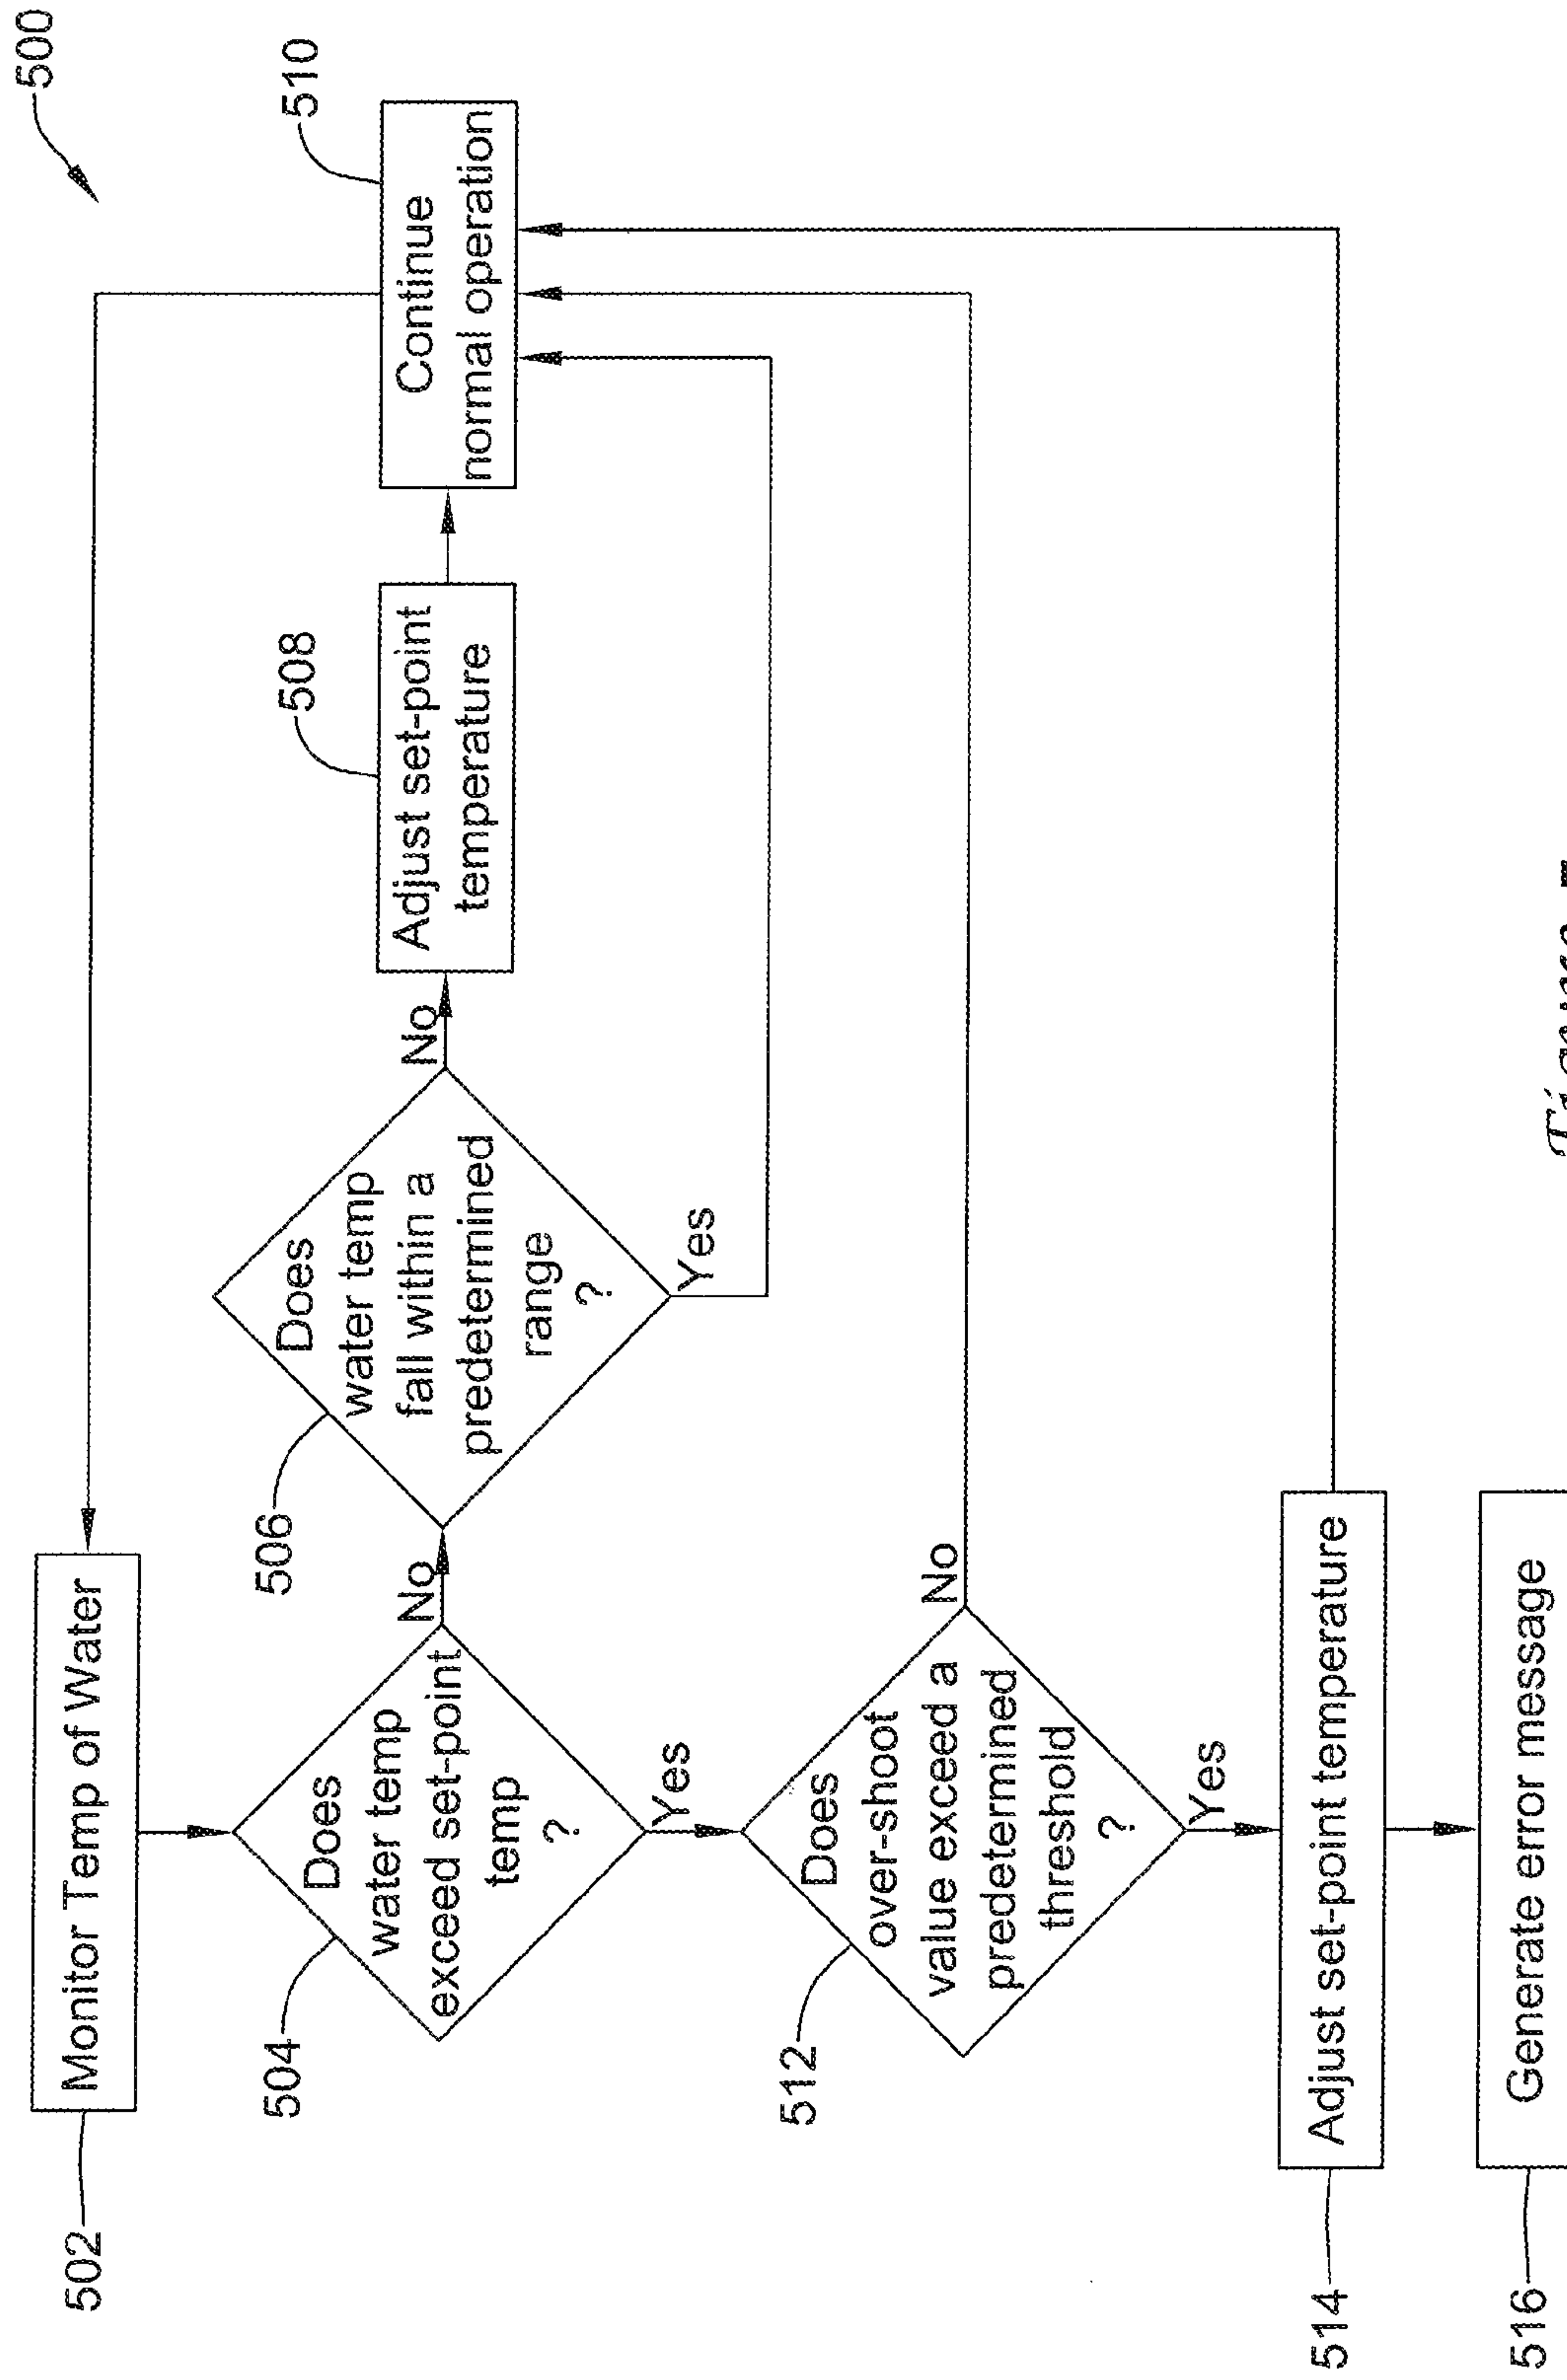 500
502
Monitor Temp of Water
504
Does
water temp
exceed set-point
temp
?
No
Yes
506
Does
water temp
fall within a
predetermined
range
?
No
Yes
508
Adjust set-point
temperature
510
Continue
normal operation
512
Does
over-shoot
value exceed a
predetermined
threshold
?
No
Yes
514
Adjust set-point temperature
516
Generate error message